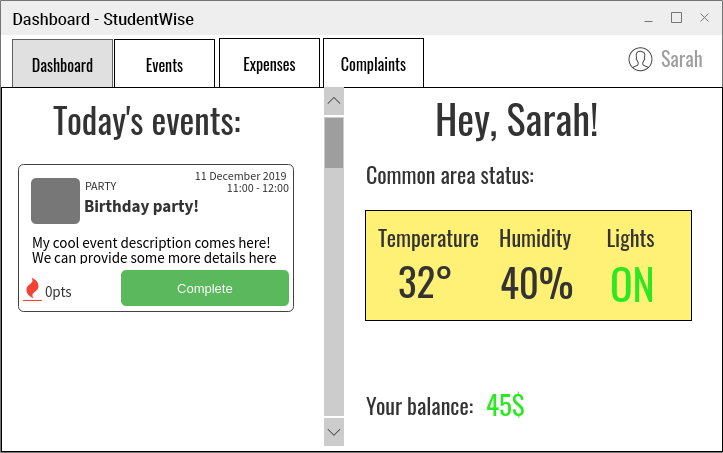 Dashboard - StudentWise
Dashboard
Events
Expenses
Complaints
Sarah
Today's events:
11 December 2019
PARTY
11:00 - 12:00
Birthday party!
My cool event description comes here!
We can provide some more details here
0pts
Complete
Hey, Sarah!
Common area status:
Temperature Humidity Lights
32° 40% ON
Your balance: 45$